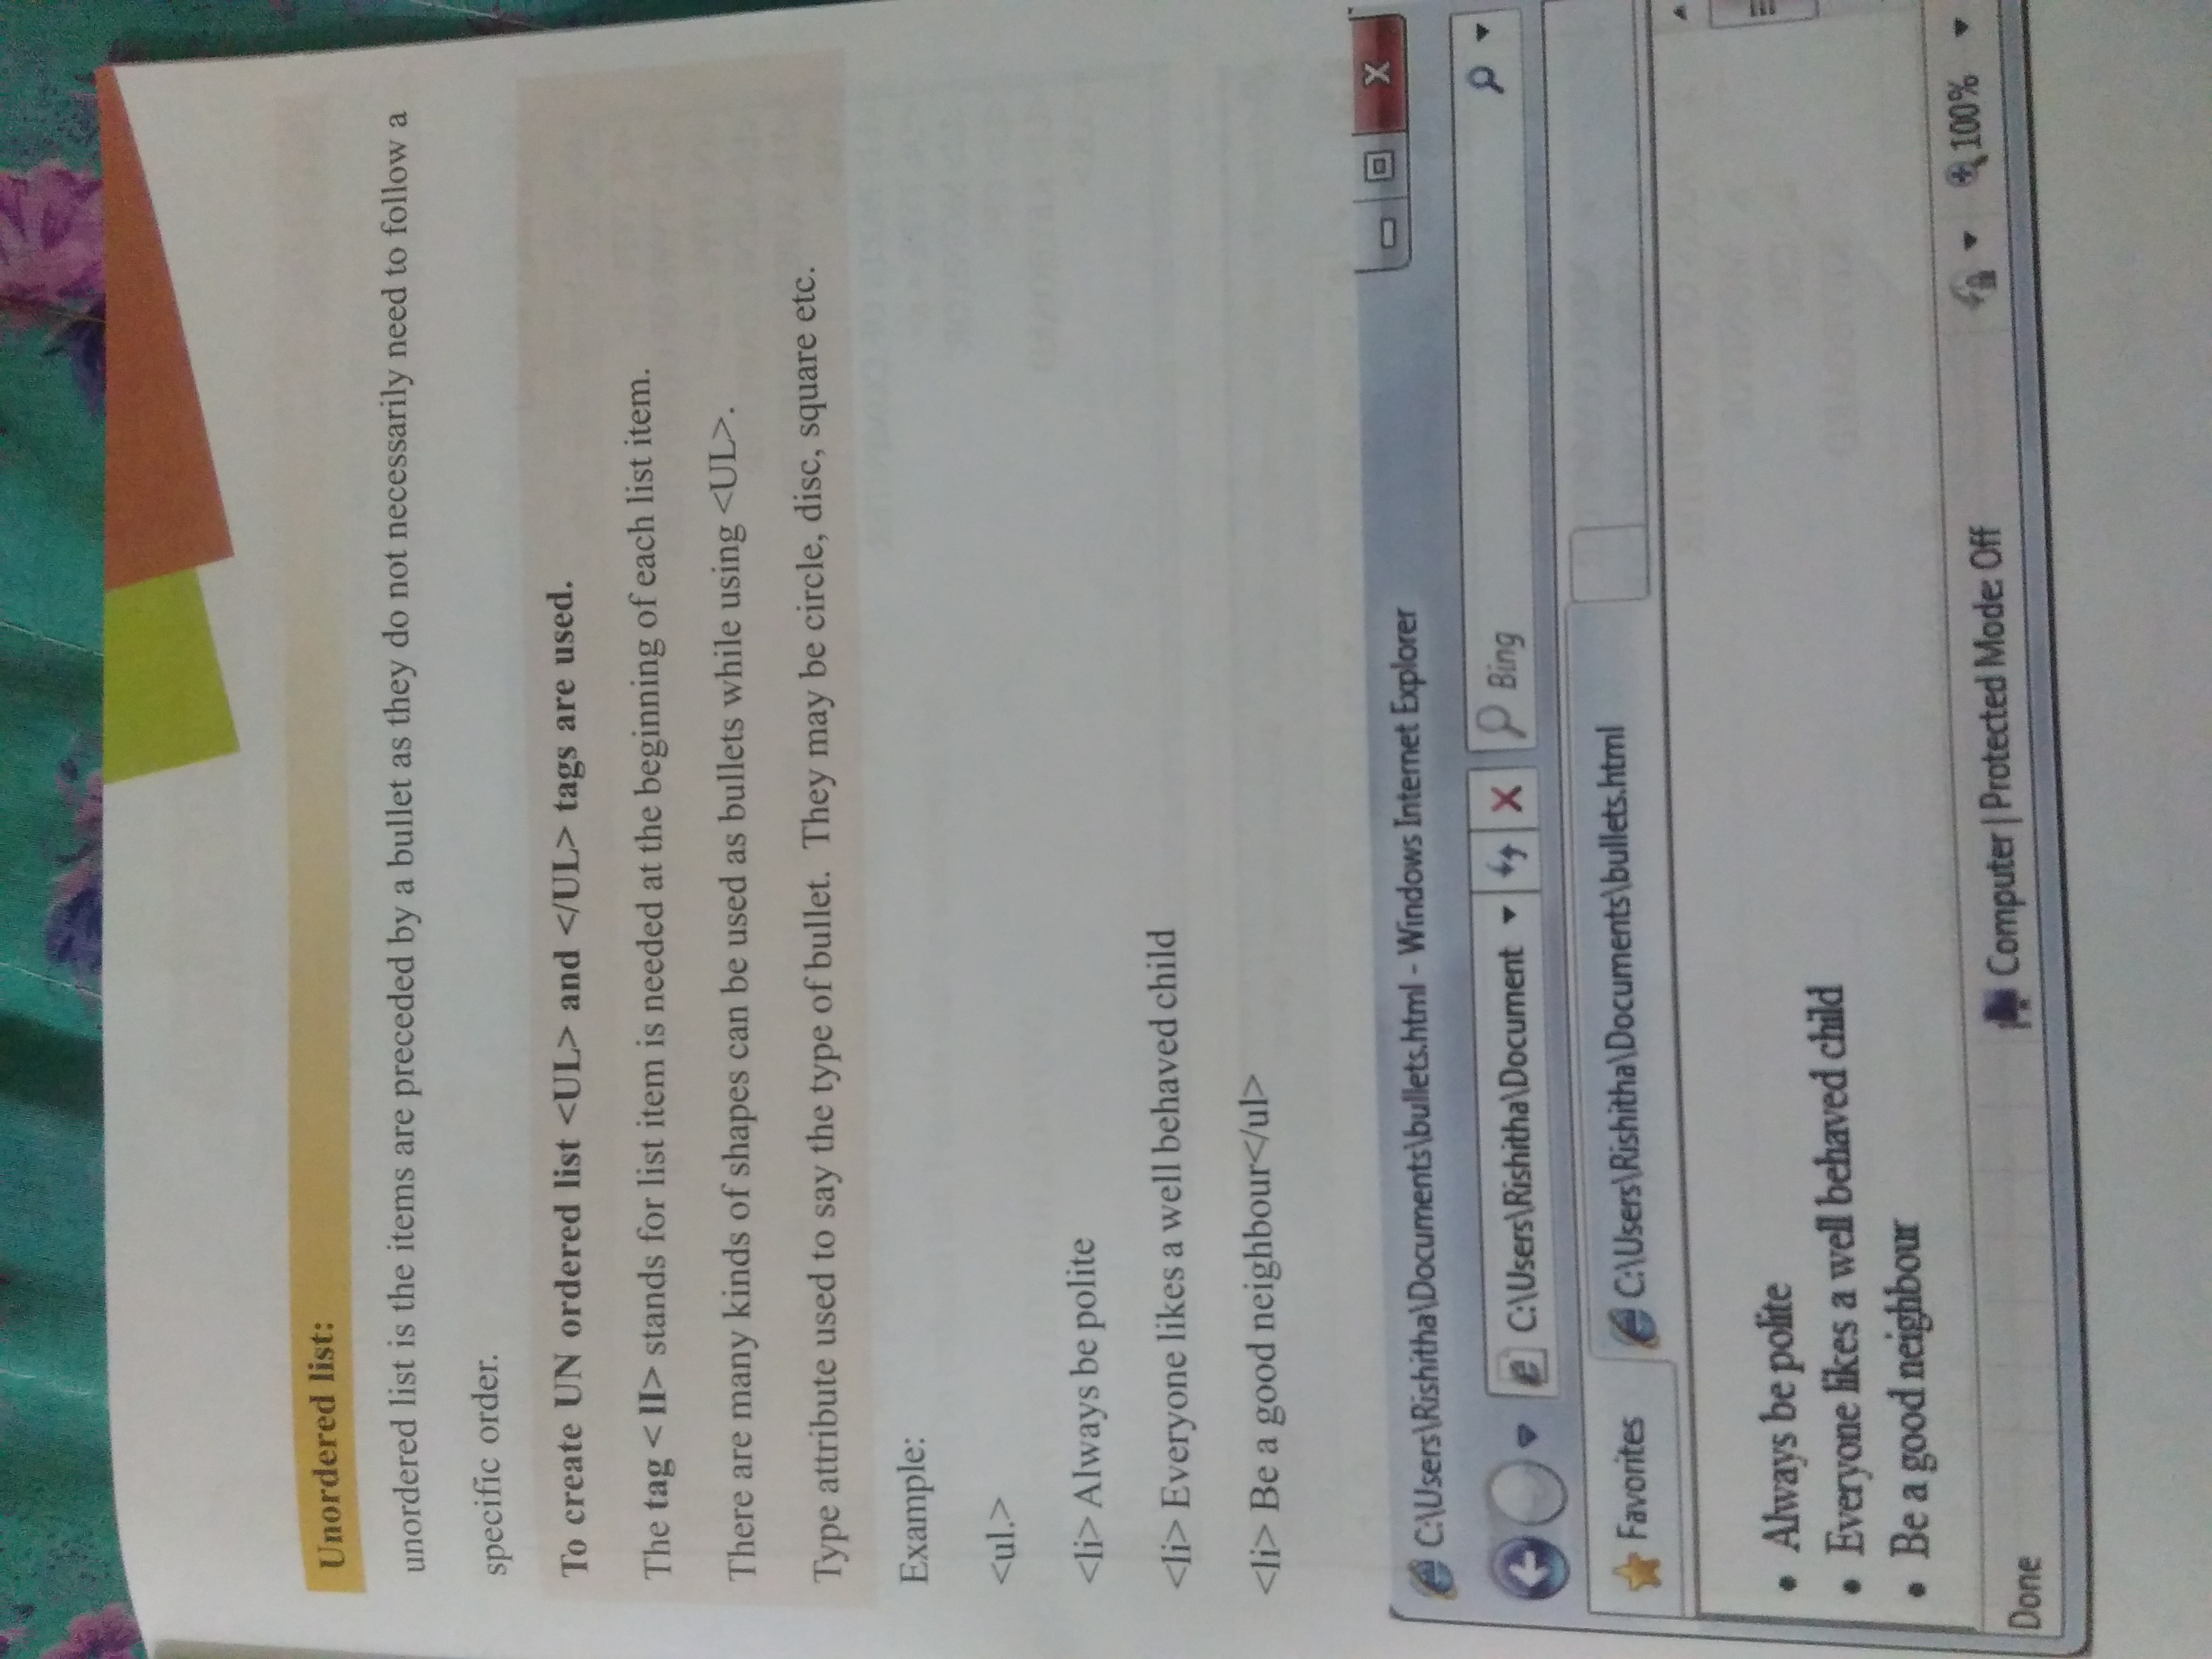 Unordered list:
unordered list is the items are preceded by a bullet as they do not necessarily need to follow a
specific order.
To create UN ordered list <UL> and </UL> tags are used.
The tag < II> stands for list item is needed at the beginning of each list item.
There are many kinds of shapes can be used as bullets while using <UL>.
Type attribute used to say the type of bullet. They may be circle, disc, square etc.
Example:
<ul.>
<li> Always be polite
<li> Everyone likes a well behaved child
<li> Be a good neighbour</ul>
C:\Users\Rishitha\Documents\bullets.html - Windows Internet Explorer
C:\Users\Rishitha\Document
Bing
Favorites
C:\Users\Rishitha\Documents\bullets.html
• Always be polite
• Everyone likes a well behaved child
• Be a good neighbour
Done
Computer | Protected Mode: Off
100%